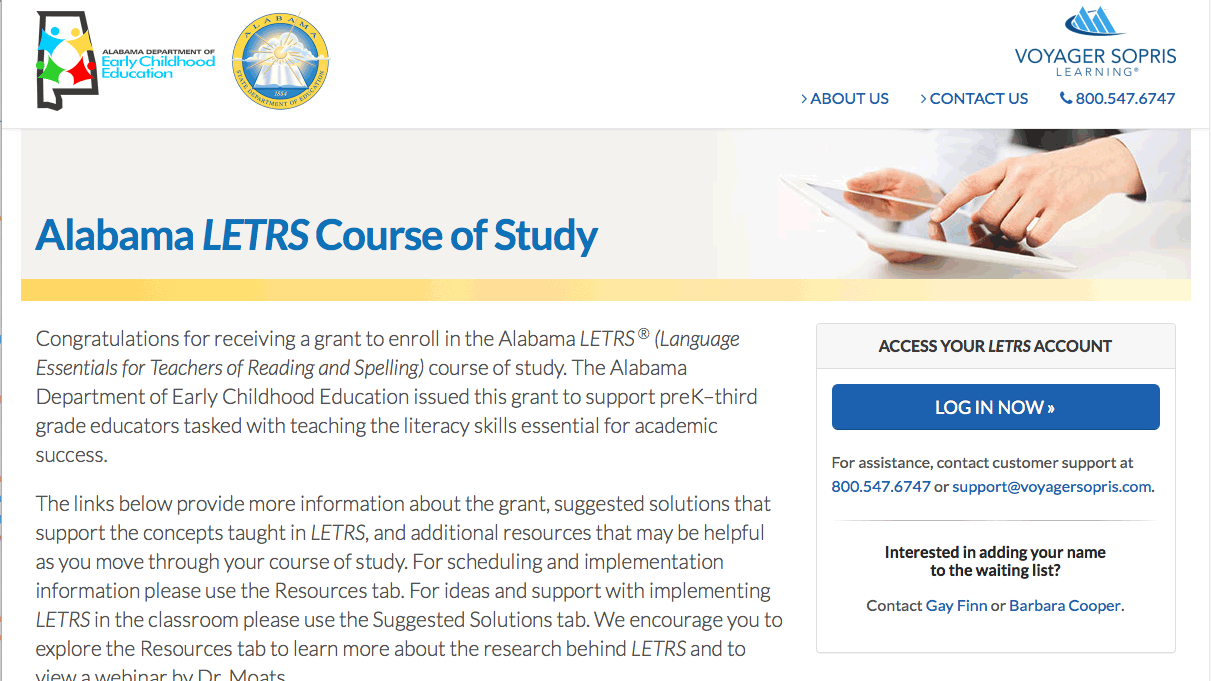 ALABAMA DEPARTMENT OF
Early Childhood
Education
ALABAMA
STATE DEPARTMENT OF EDUCATION
1854
VOYAGER SOPRIS
LEARNING®
> ABOUT US > CONTACT US 800.547.6747
Alabama LETRS Course of Study
Congratulations for receiving a grant to enroll in the Alabama LETRS® (Language
Essentials for Teachers of Reading and Spelling) course of study. The Alabama
Department of Early Childhood Education issued this grant to support preK–third
grade educators tasked with teaching the literacy skills essential for academic
success.
The links below provide more information about the grant, suggested solutions that
support the concepts taught in LETRS, and additional resources that may be helpful
as you move through your course of study. For scheduling and implementation
information please use the Resources tab. For ideas and support with implementing
LETRS in the classroom please use the Suggested Solutions tab. We encourage you to
explore the Resources tab to learn more about the research behind LETRS and to
view a webinar by Dr. Moats.
ACCESS YOUR LETRS ACCOUNT
LOG IN NOW »
For assistance, contact customer support at
800.547.6747 or support@voyagersopris.com.
Interested in adding your name
to the waiting list?
Contact Gay Finn or Barbara Cooper.